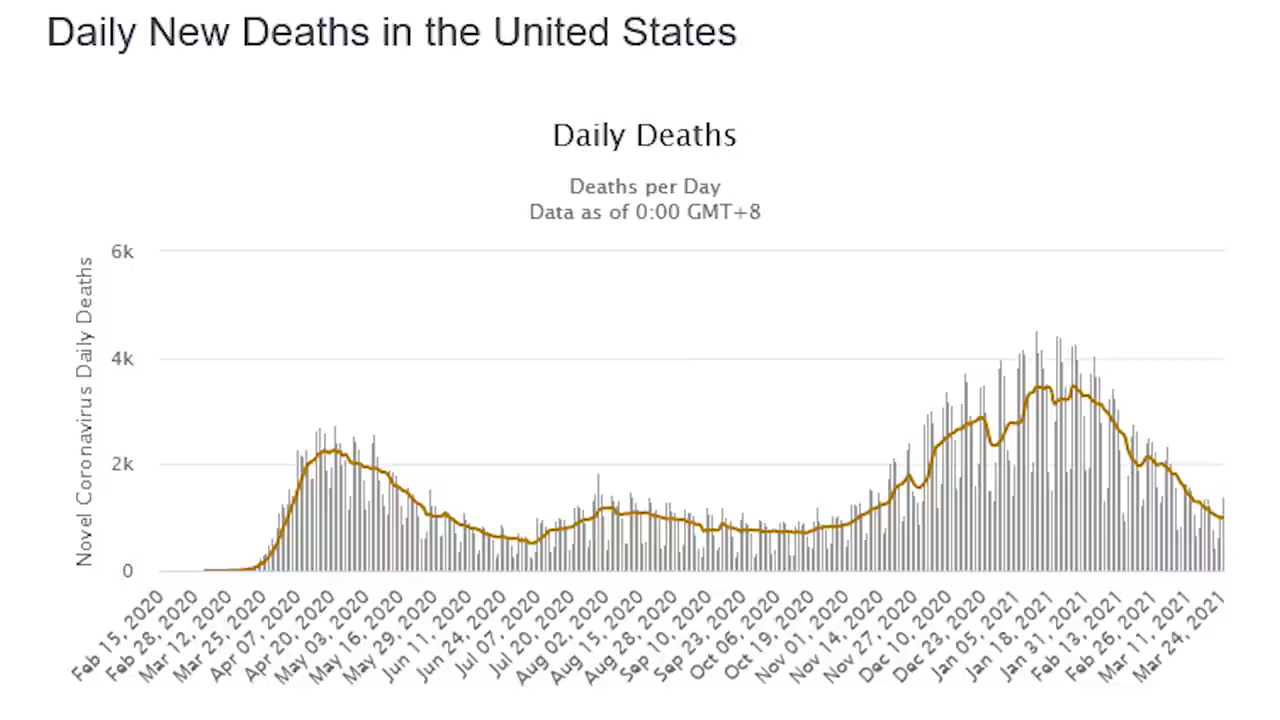 Daily New Deaths in the United States
Daily Deaths
Deaths per Day
Data as of 0:00 GMT+8
Novel Coronavirus Daily Deaths
6k
4k
2k
0
Feb 15, 2020
Feb 28, 2020
Mar 12, 2020
Mar 25, 2020
Apr 07, 2020
Apr 20, 2020
May 03, 2020
May 16, 2020
May 29, 2020
Jun 11, 2020
Jun 24, 2020
Jul 07, 2020
Jul 20, 2020
Aug 02, 2020
Aug 15, 2020
Aug 28, 2020
Sep 10, 2020
Sep 23, 2020
Oct 06, 2020
Oct 19, 2020
Nov 01, 2020
Nov 14, 2020
Nov 27, 2020
Dec 10, 2020
Dec 23, 2020
Jan 05, 2021
Jan 18, 2021
Jan 31, 2021
Feb 13, 2021
Feb 26, 2021
Mar 11, 2021
Mar 24, 2021